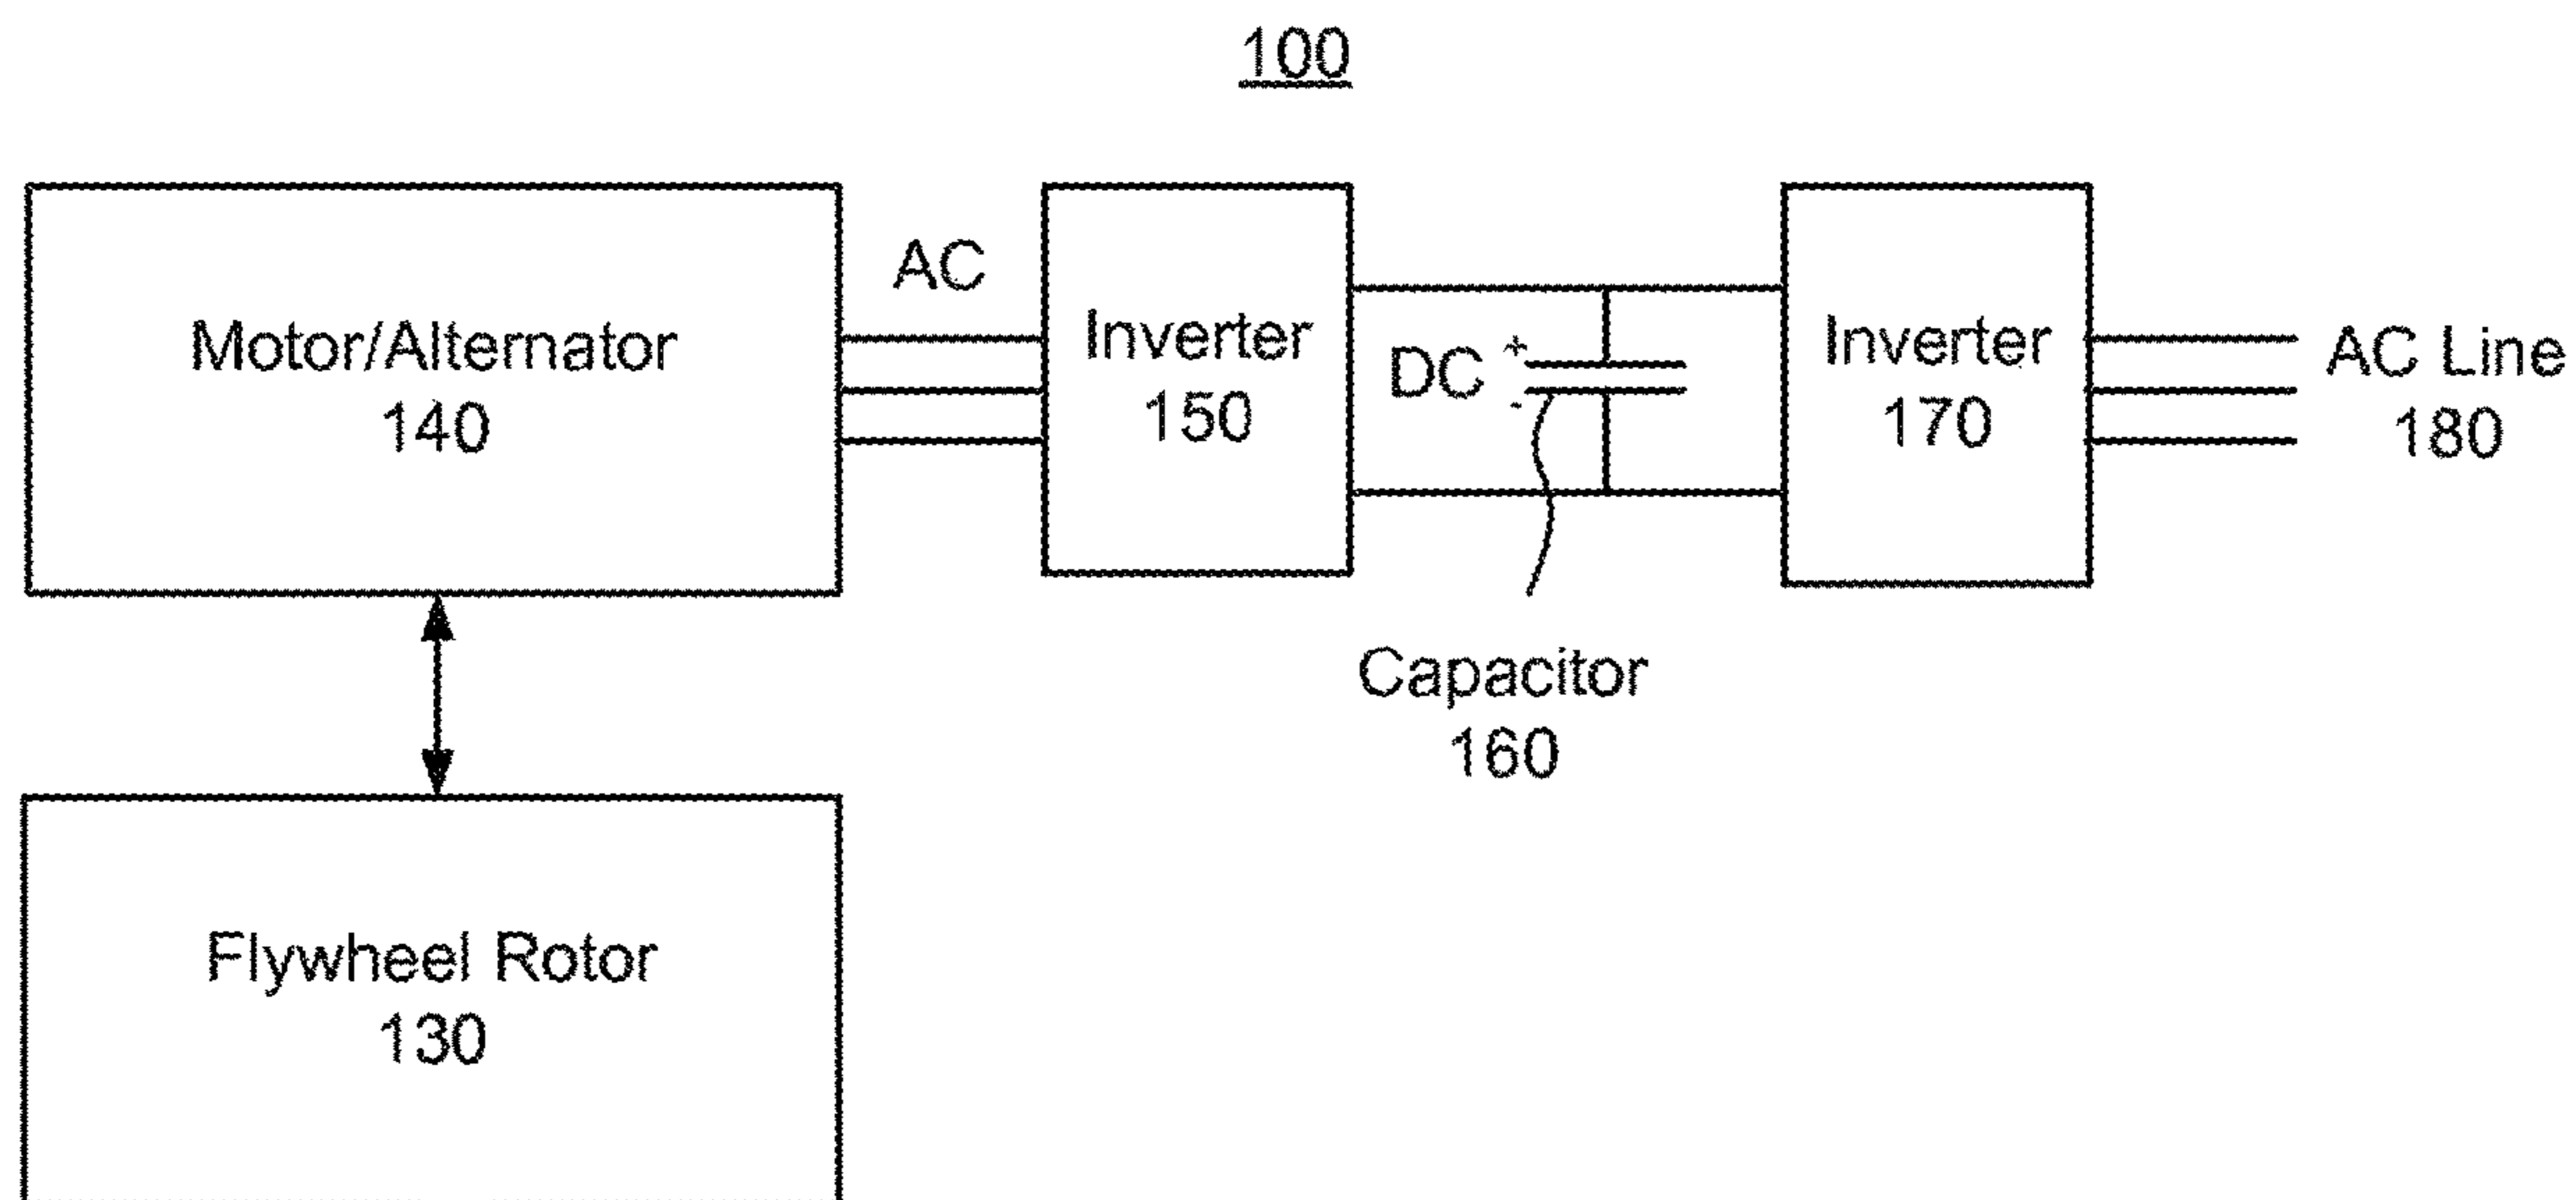 100
Motor/Alternator
140
AC
Inverter
150
DC
+
-
Capacitor
160
Inverter
170
AC Line
180
Flywheel Rotor
130